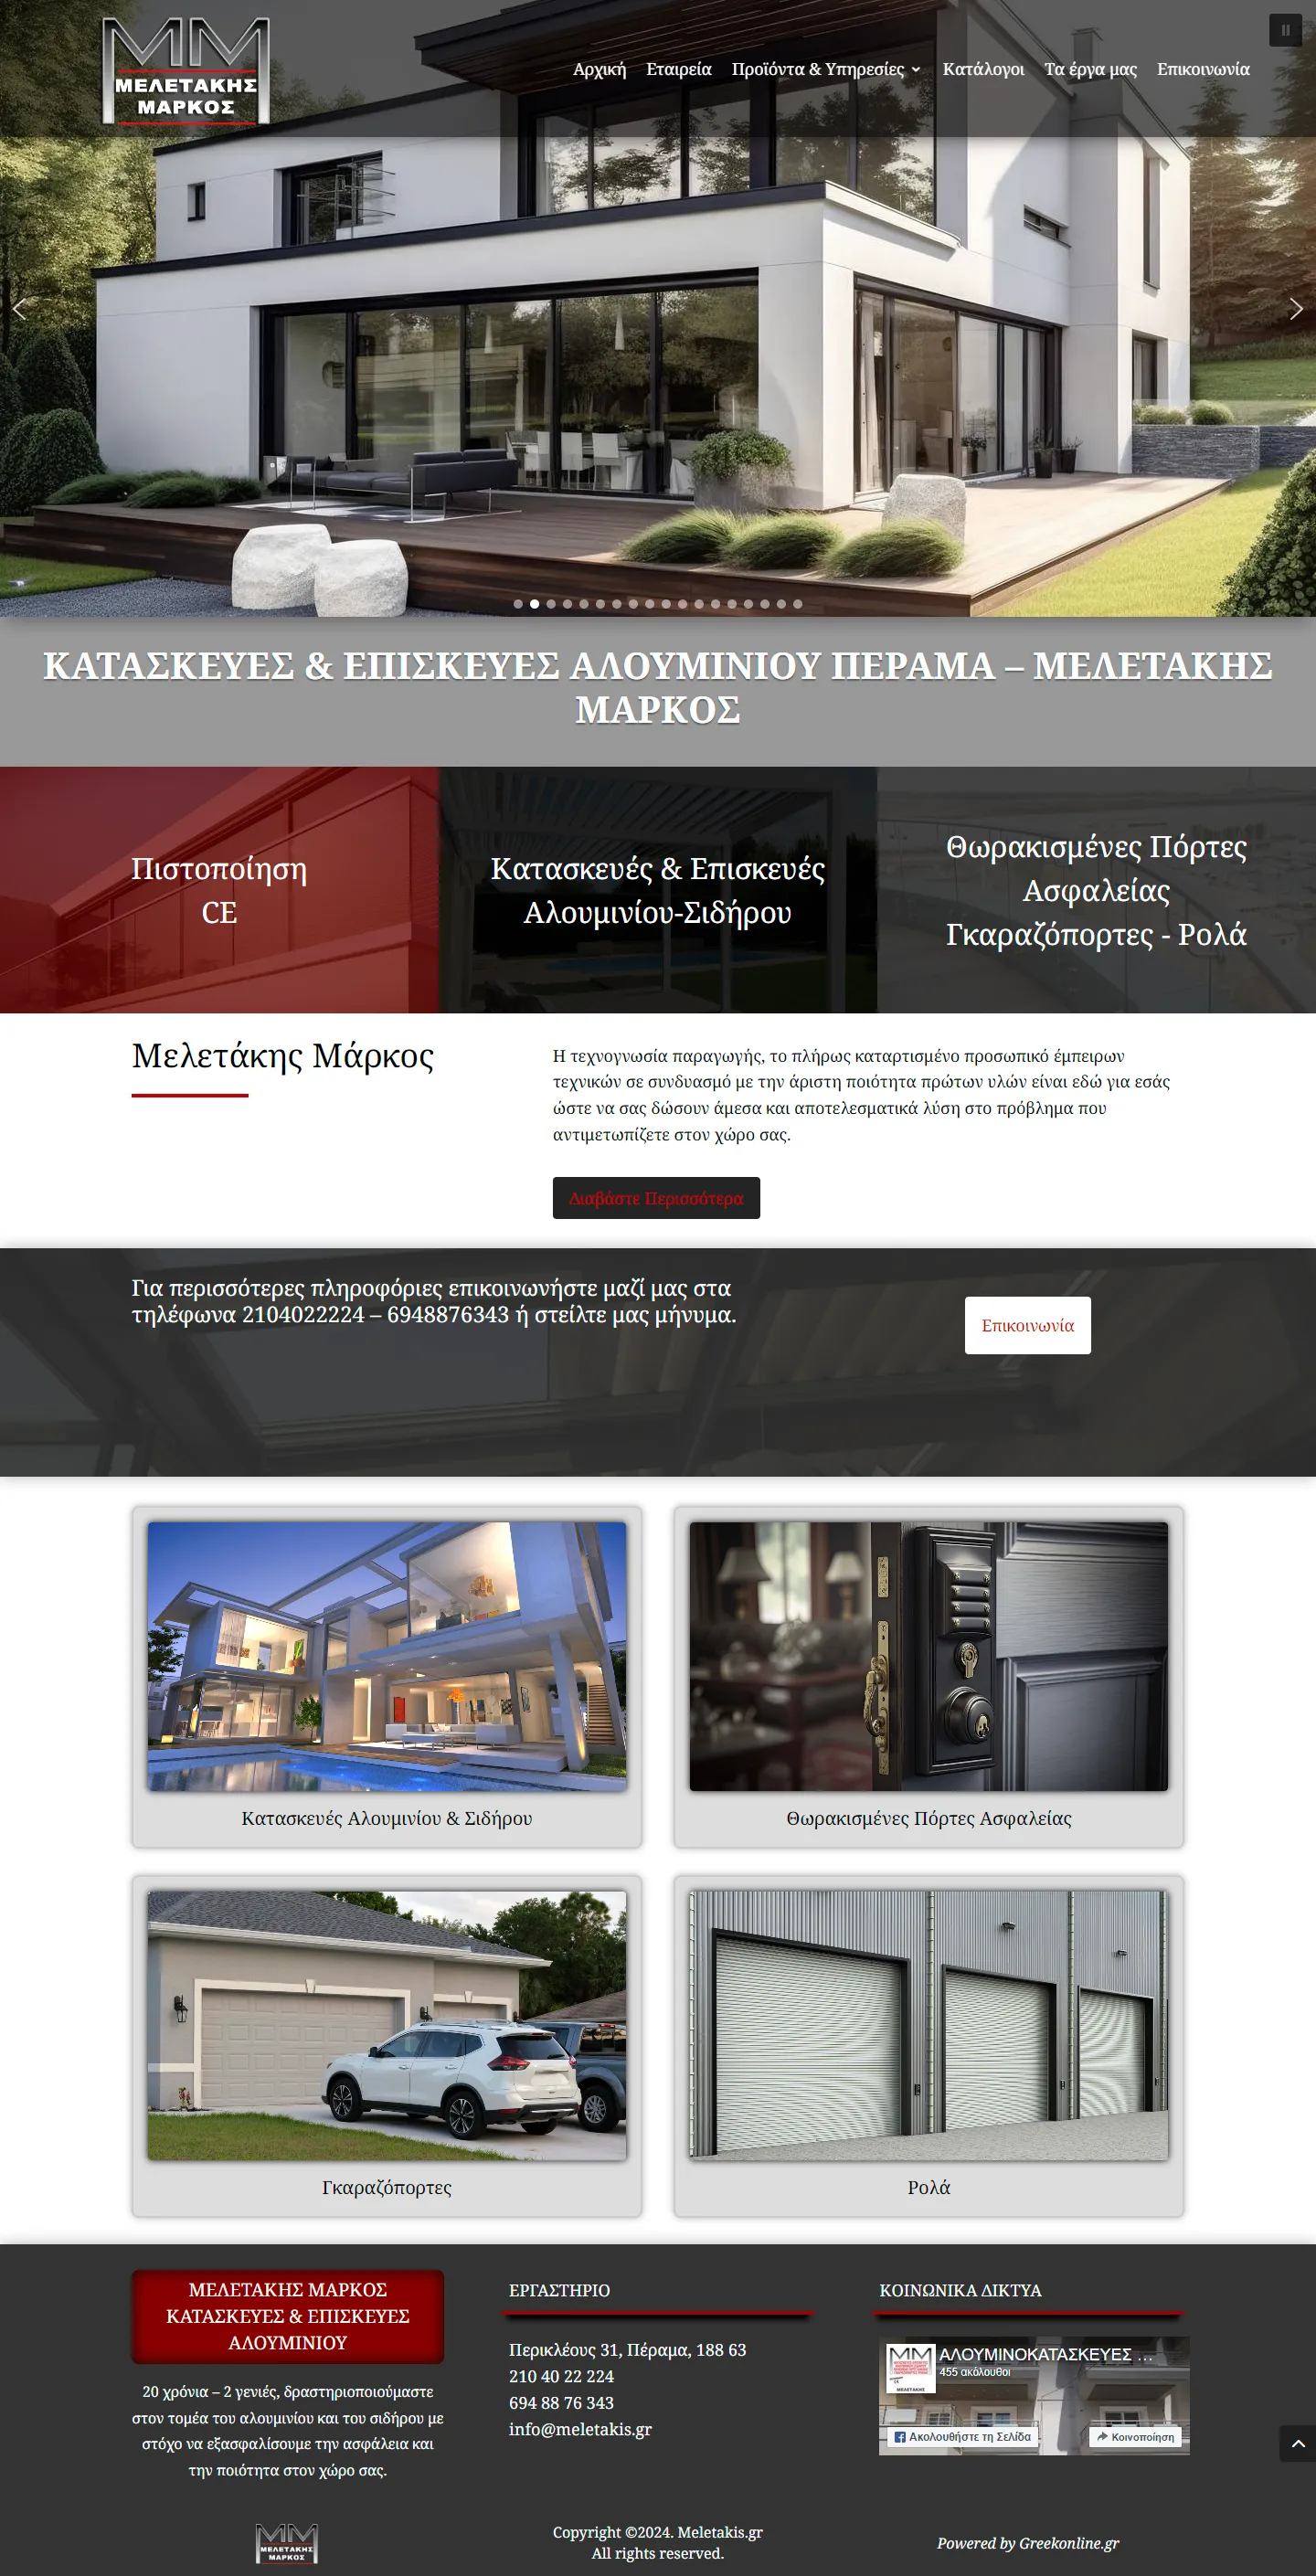 ΜΜ
ΜΕΛΕΤΑΚΗΣ
ΜΑΡΚΟΣ
Αρχική Εταιρεία Προϊόντα & Υπηρεσίες Κατάλογοι Τα έργα μας Επικοινωνία
ΚΑΤΑΣΚΕΥΕΣ & ΕΠΙΣΚΕΥΕΣ ΑΛΟΥΜΙΝΙΟΥ ΠΕΡΑΜΑ – ΜΕΛΕΤΑΚΗΣ
ΜΑΡΚΟΣ
Πιστοποίηση
CE
Κατασκευές & Επισκευές
Αλουμινίου-Σιδήρου
Θωρακισμένες Πόρτες
Ασφαλείας
Γκαραζόπορτες - Ρολά
Μελετάκης Μάρκος
Η τεχνογνωσία παραγωγής, το πλήρως καταρτισμένο προσωπικό έμπειρων
τεχνικών σε συνδυασμό με την άριστη ποιότητα πρώτων υλών είναι εδώ για εσάς
ώστε να σας δώσουν άμεσα και αποτελεσματικά λύση στο πρόβλημα που
αντιμετωπίζετε στον χώρο σας.
Διαβάστε Περισσότερα
Για περισσότερες πληροφόριες επικοινωνήστε μαζί μας στα
τηλέφωνα 2104022224 – 6948876343 ή στείλτε μας μήνυμα.
Επικοινωνία
Κατασκευές Αλουμινίου & Σιδήρου
Θωρακισμένες Πόρτες Ασφαλείας
Γκαραζόπορτες
Ρολά
ΜΕΛΕΤΑΚΗΣ ΜΑΡΚΟΣ
ΚΑΤΑΣΚΕΥΕΣ & ΕΠΙΣΚΕΥΕΣ
ΑΛΟΥΜΙΝΙΟΥ
20 χρόνια – 2 γενιές, δραστηριοποιούμαστε
στον τομέα του αλουμινίου και του σιδήρου με
στόχο να εξασφαλίσουμε την ασφάλεια και
την ποιότητα στον χώρο σας.
ΕΡΓΑΣΤΗΡΙΟ
Περικλέους 31, Πέραμα, 188 63
210 40 22 224
694 88 76 343
info@meletakis.gr
ΚΟΙΝΩΝΙΚΑ ΔΙΚΤΥΑ
ΜΜ
ΜΕΛΕΤΑΚΗΣ
ΑΛΟΥΜΙΝΟΚΑΤΑΣΚΕΥΕΣ ...
455 ακόλουθοι
Ακολουθήστε τη Σελίδα
Κοινοποίηση
ΜΜ
ΜΕΛΕΤΑΚΗΣ
ΜΑΡΚΟΣ
Copyright ©2024. Meletakis.gr
All rights reserved.
Powered by Greekonline.gr